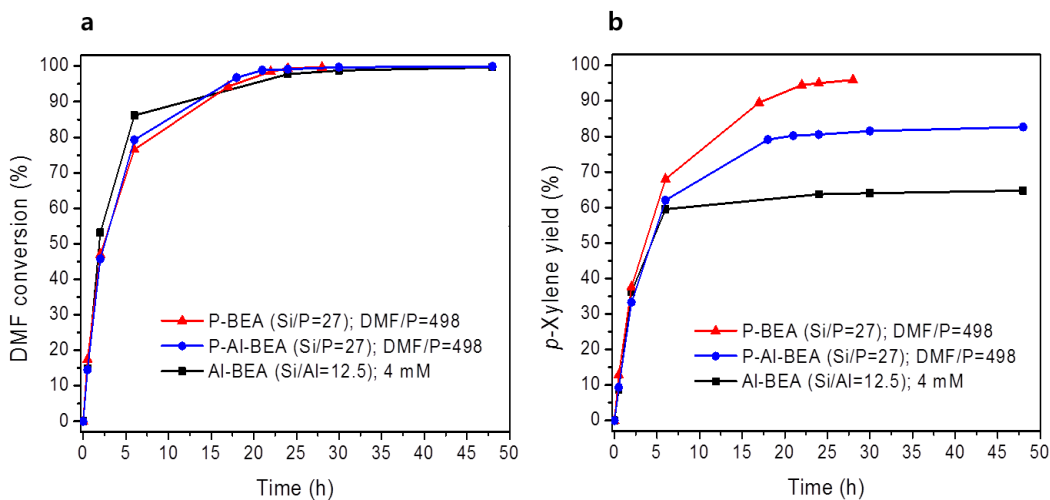 a
100
90
80
70
60
50
40
30
20
10
0
DMF conversion (%)
P-BEA (Si/P=27); DMF/P=498
P-Al-BEA (Si/P=27); DMF/P=498
Al-BEA (Si/Al=12.5); 4 mM
0 5 10 15 20 25 30 35 40 45 50
Time (h)
b
100
90
80
70
60
50
40
30
20
10
0
p-Xylene yield (%)
P-BEA (Si/P=27); DMF/P=498
P-Al-BEA (Si/P=27); DMF/P=498
Al-BEA (Si/Al=12.5); 4 mM
0 5 10 15 20 25 30 35 40 45 50
Time (h)